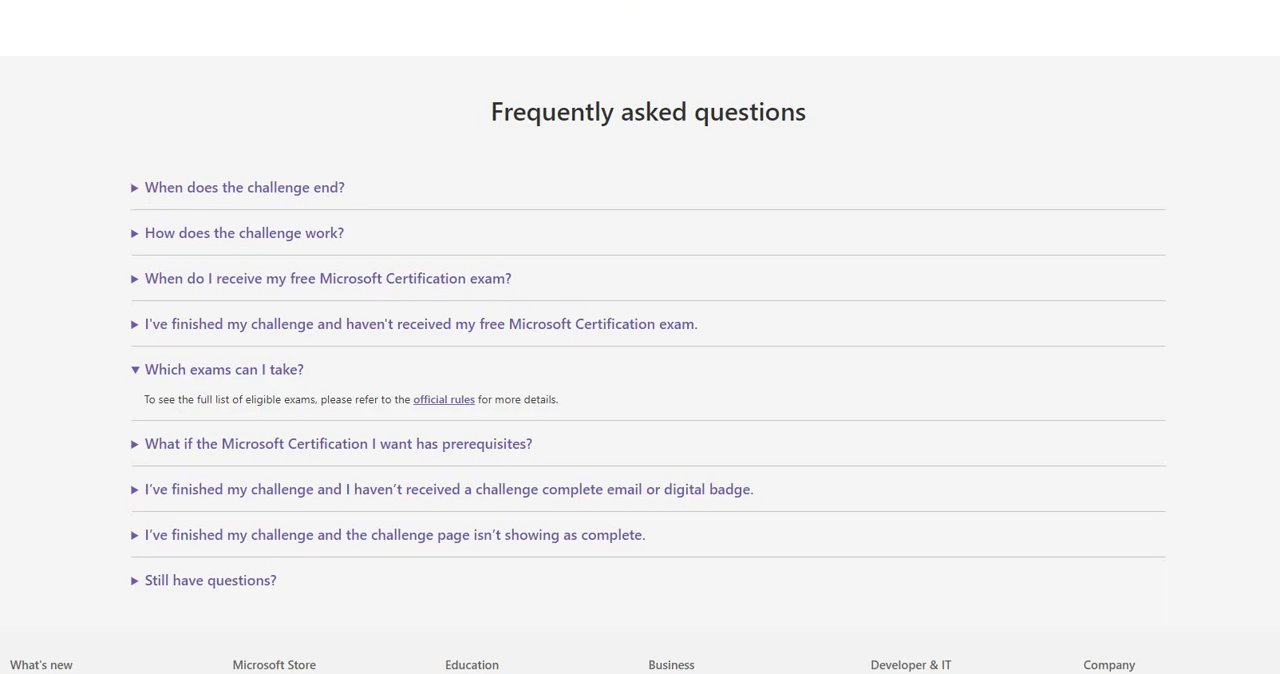 Frequently asked questions
When does the challenge end?
How does the challenge work?
When do I receive my free Microsoft Certification exam?
I've finished my challenge and haven't received my free Microsoft Certification exam.
Which exams can I take?
To see the full list of eligible exams, please refer to the official rules for more details.
What if the Microsoft Certification I want has prerequisites?
I’ve finished my challenge and I haven’t received a challenge complete email or digital badge.
I’ve finished my challenge and the challenge page isn’t showing as complete.
Still have questions?
What's new Microsoft Store Education Business Developer & IT Company